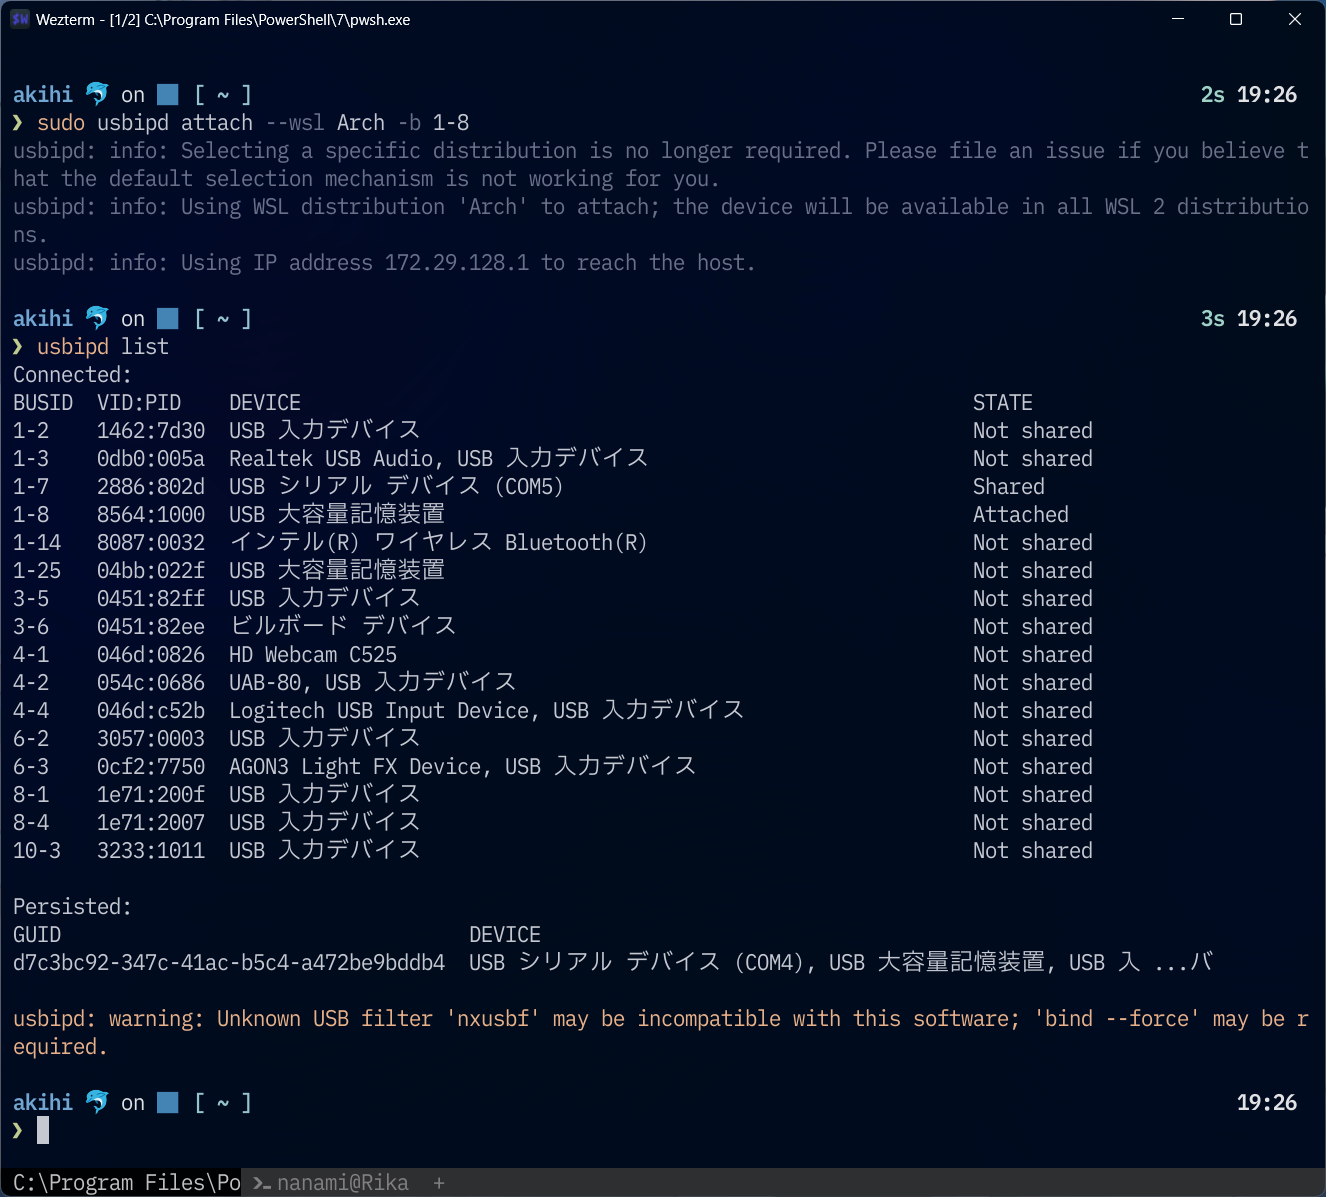 Wezterm - [1/2] C:\Program Files\PowerShell\7\pwsh.exe
akihi on [ ~ ] 2s 19:26
❯ sudo usbipd attach --wsl Arch -b 1-8
usbipd: info: Selecting a specific distribution is no longer required. Please file an issue if you believe t
hat the default selection mechanism is not working for you.
usbipd: info: Using WSL distribution 'Arch' to attach; the device will be available in all WSL 2 distributio
ns.
usbipd: info: Using IP address 172.29.128.1 to reach the host.
akihi on [ ~ ] 3s 19:26
❯ usbipd list
Connected:
BUSID VID:PID DEVICE STATE
1-2 1462:7d30 USB 入力デバイス Not shared
1-3 0db0:005a Realtek USB Audio, USB 入力デバイス Not shared
1-7 2886:802d USB シリアル デバイス (COM5) Shared
1-8 8564:1000 USB 大容量記憶装置 Attached
1-14 8087:0032 インテル(R) ワイヤレス Bluetooth(R) Not shared
1-25 04bb:022f USB 大容量記憶装置 Not shared
3-5 0451:82ff USB 入力デバイス Not shared
3-6 0451:82ee ビルボード デバイス Not shared
4-1 046d:0826 HD Webcam C525 Not shared
4-2 054c:0686 UAB-80, USB 入力デバイス Not shared
4-4 046d:c52b Logitech USB Input Device, USB 入力デバイス Not shared
6-2 3057:0003 USB 入力デバイス Not shared
6-3 0cf2:7750 AGON3 Light FX Device, USB 入力デバイス Not shared
8-1 1e71:200f USB 入力デバイス Not shared
8-4 1e71:2007 USB 入力デバイス Not shared
10-3 3233:1011 USB 入力デバイス Not shared
Persisted:
GUID DEVICE
d7c3bc92-347c-41ac-b5c4-a472be9bddb4 USB シリアル デバイス (COM4), USB 大容量記憶装置, USB 入 ...バ
usbipd: warning: Unknown USB filter 'nxusbf' may be incompatible with this software; 'bind --force' may be r
equired.
akihi on [ ~ ] 19:26
❯
C:\Program Files\Po nanami@Rika +